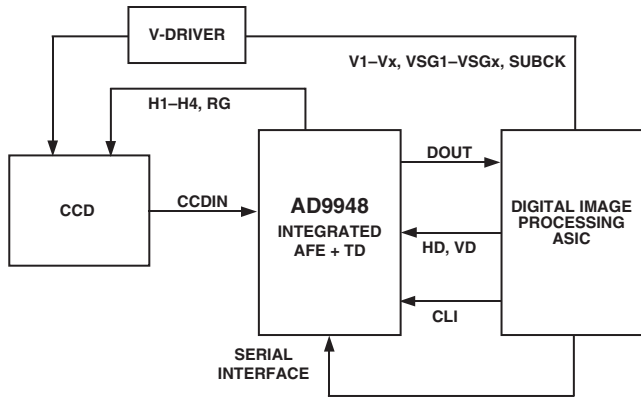 V-DRIVER
V1–Vx, VSG1–VSGx, SUBCK
H1–H4, RG
DOUT
CCD
CCDIN
AD9948
INTEGRATED
AFE + TD
DIGITAL IMAGE
PROCESSING
ASIC
HD, VD
CLI
SERIAL
INTERFACE